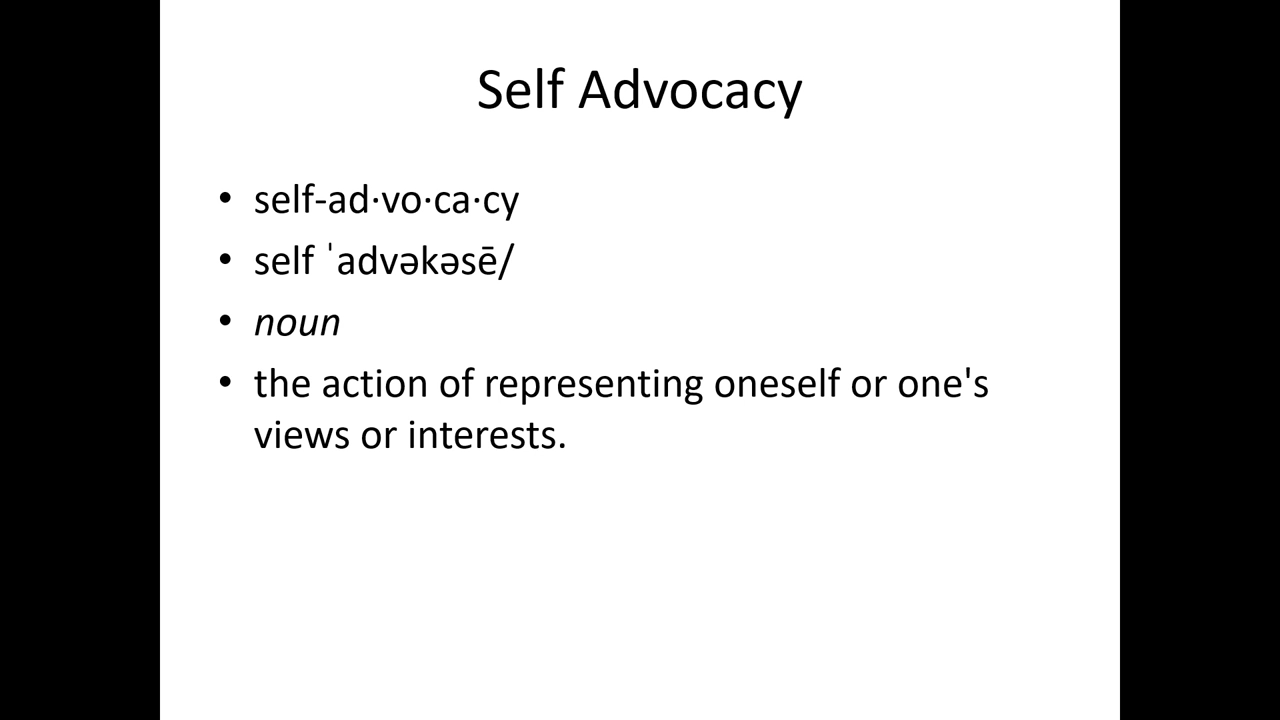 Self Advocacy
• self-ad·vo·ca·cy
• self ˈadvəkəsē/
• noun
• the action of representing oneself or one's
views or interests.